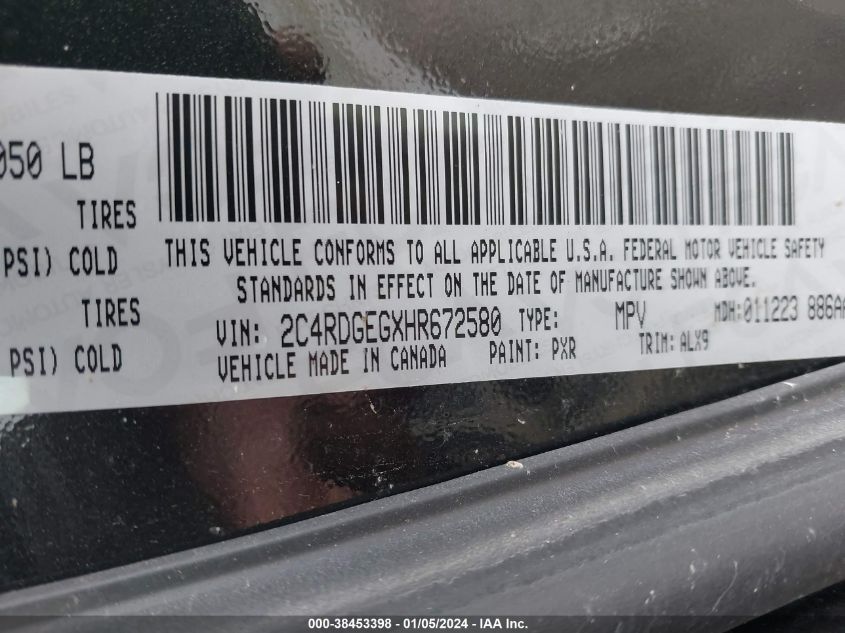 050 LB
TIRES
PSI) COLD
TIRES
PSI) COLD
THIS VEHICLE CONFORMS TO ALL APPLICABLE U.S.A. FEDERAL MOTOR VEHICLE SAFETY
STANDARDS IN EFFECT ON THE DATE OF MANUFACTURE SHOWN ABOVE.
VIN: 2C4RDGEGXHR672580 TYPE: MPV MDH:011223 886AA
VEHICLE MADE IN CANADA PAINT: PXR TRIM: ALX9
000-38453398 - 01/05/2024 - IAA Inc.